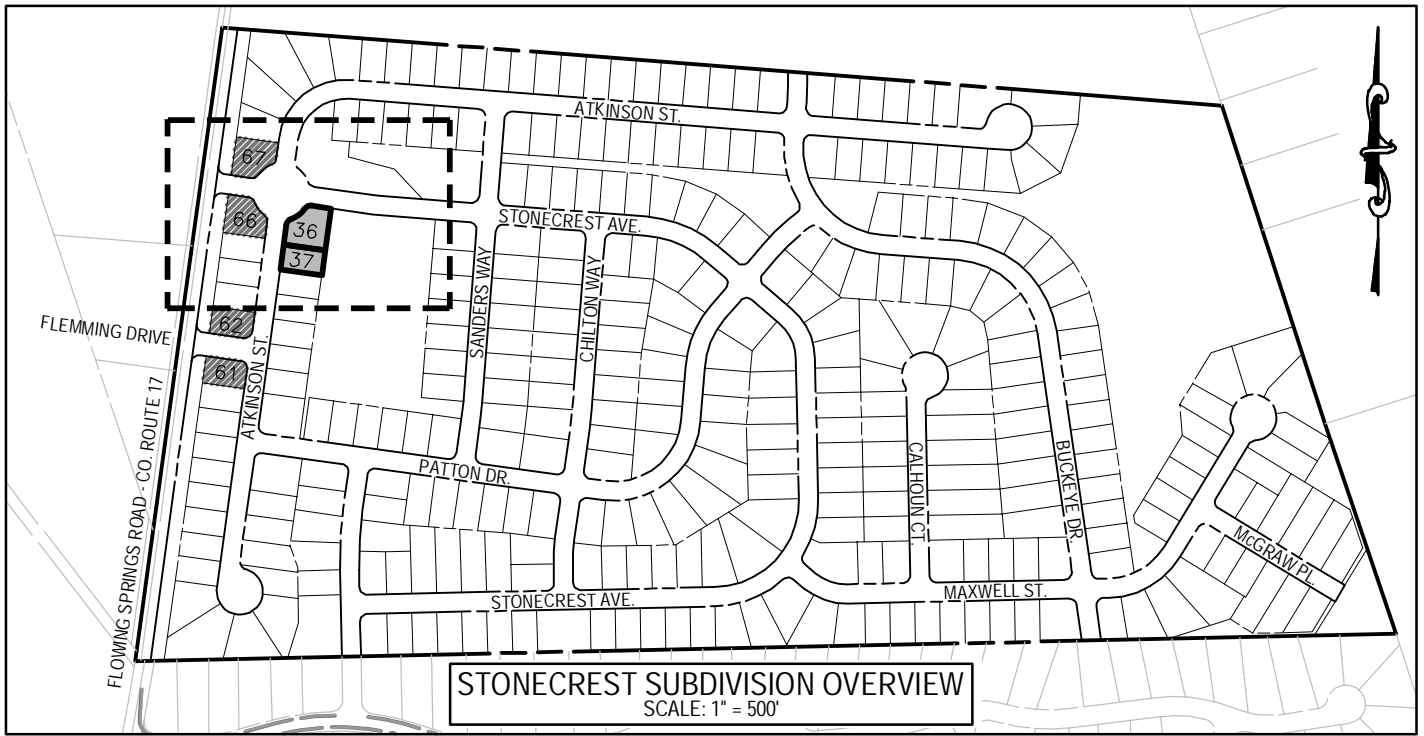 ATKINSON ST.
67
66
36
37
STONECREST AVE.
SANDERS WAY
CHILTON WAY
FLEMMING DRIVE
62
61
ATKINSON ST.
FLOWING SPRINGS ROAD - CO. ROUTE 17
PATTON DR.
CALHOUN CT.
BUCKEYE DR.
McGRAW PL.
STONECREST AVE.
MAXWELL ST.
STONECREST SUBDIVISION OVERVIEW
SCALE: 1" = 500'